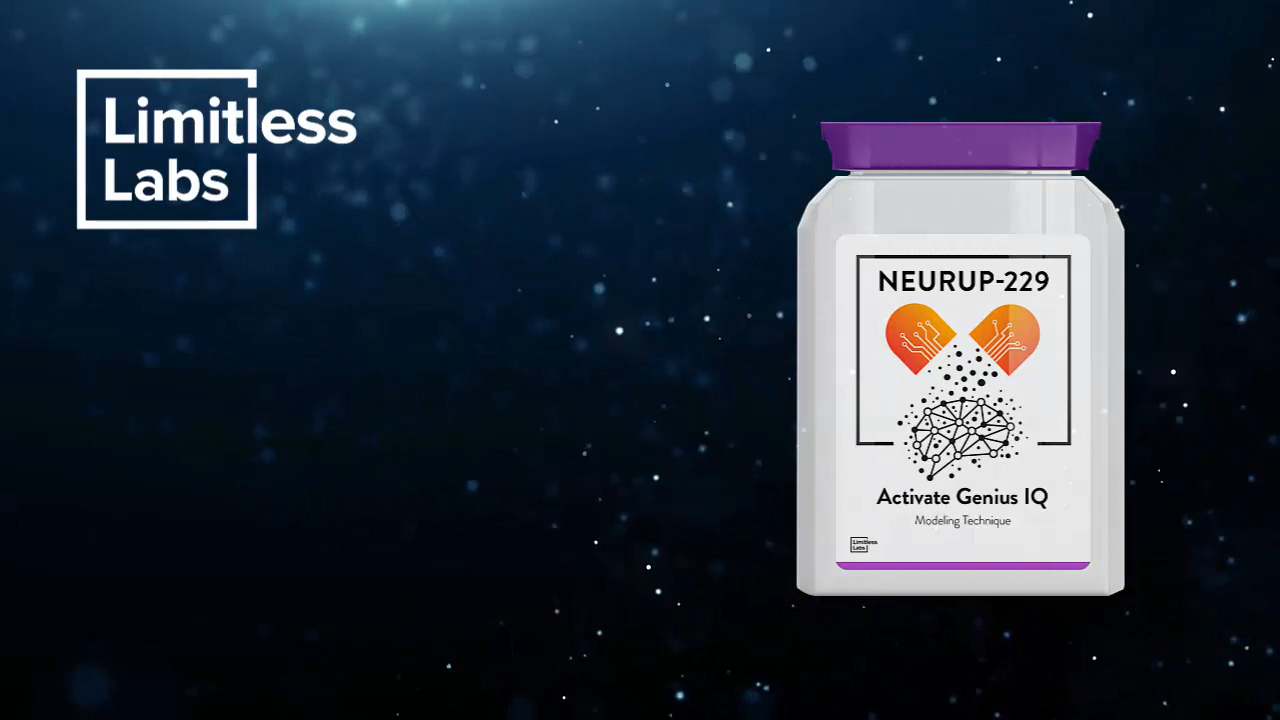 Limitless
Labs
NEURUP-229
Activate Genius IQ
Modeling Technique
Limitless
Labs